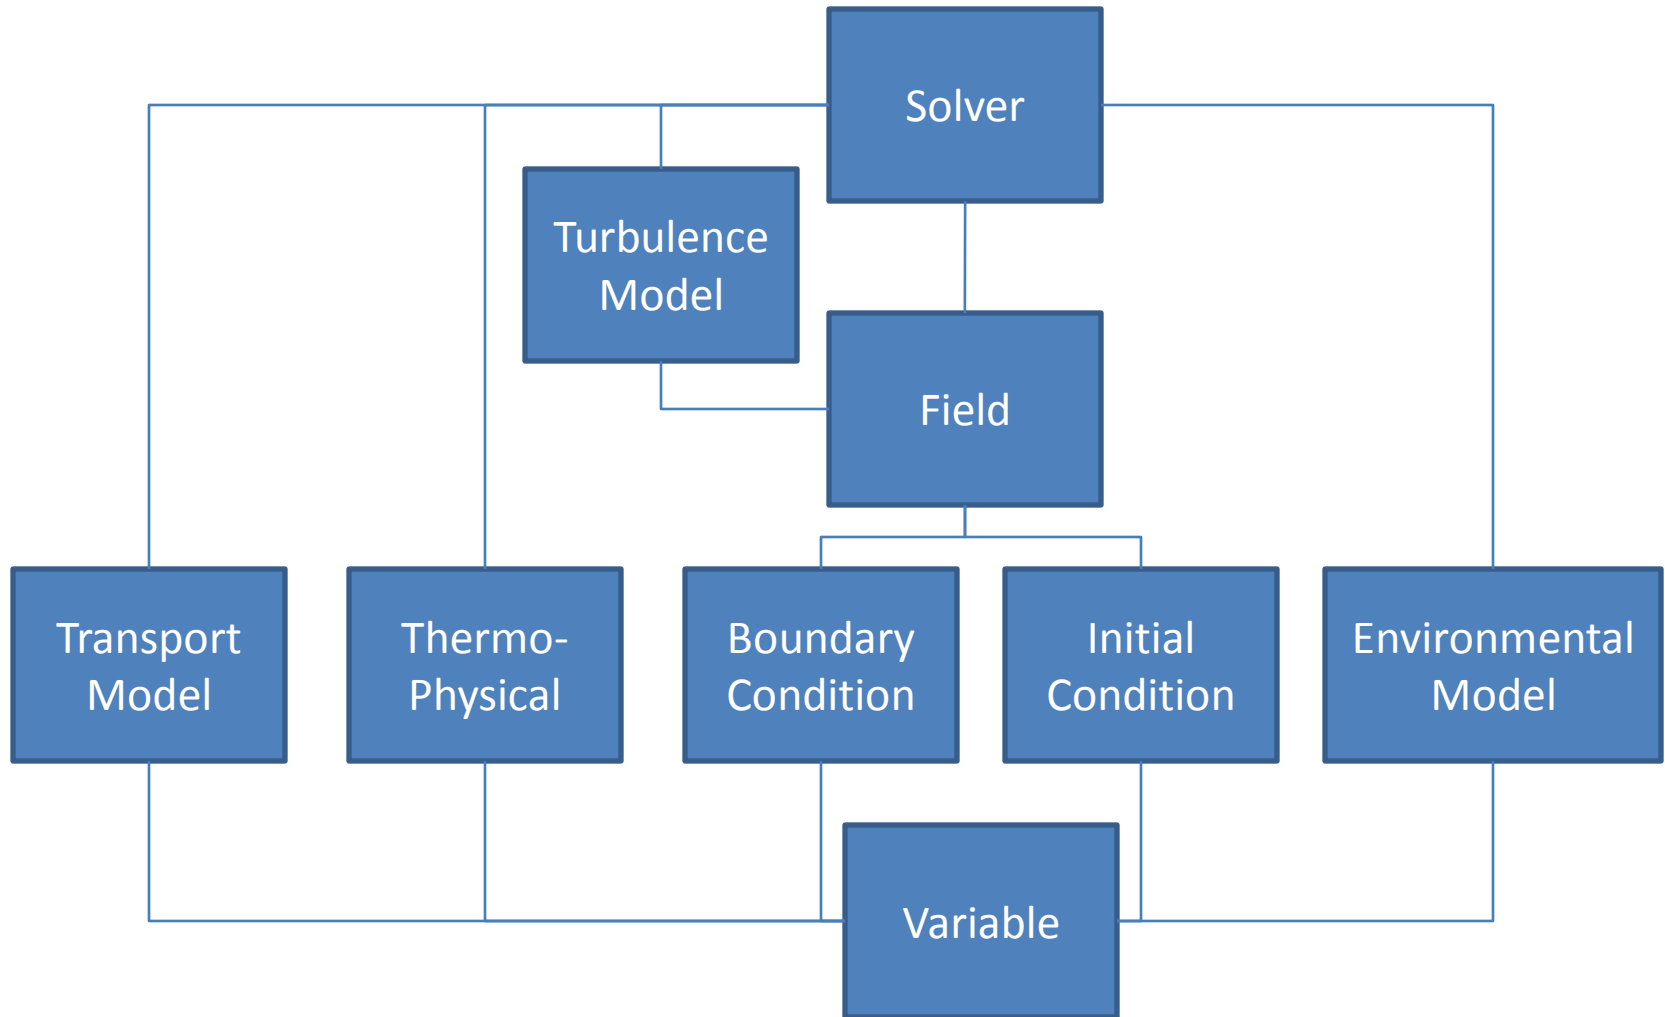 Solver
Turbulence
Model
Field
Transport
Model
Thermo-
Physical
Boundary
Condition
Initial
Condition
Environmental
Model
Variable